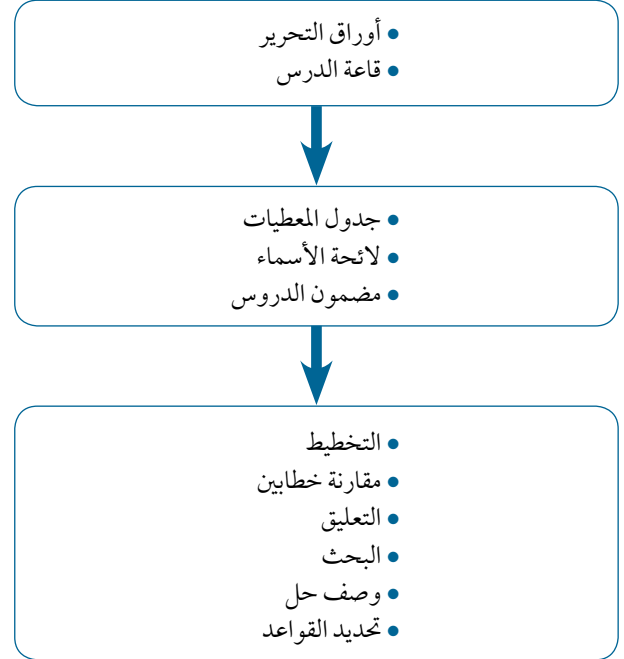 • أوراق التحرير
• قاعة الدرس
• جدول المعطيات
• لائحة الأسماء
• مضمون الدروس
• التخطيط
• مقارنة خطابين
• التعليق
• البحث
• وصف حل
• تحديد القواعد